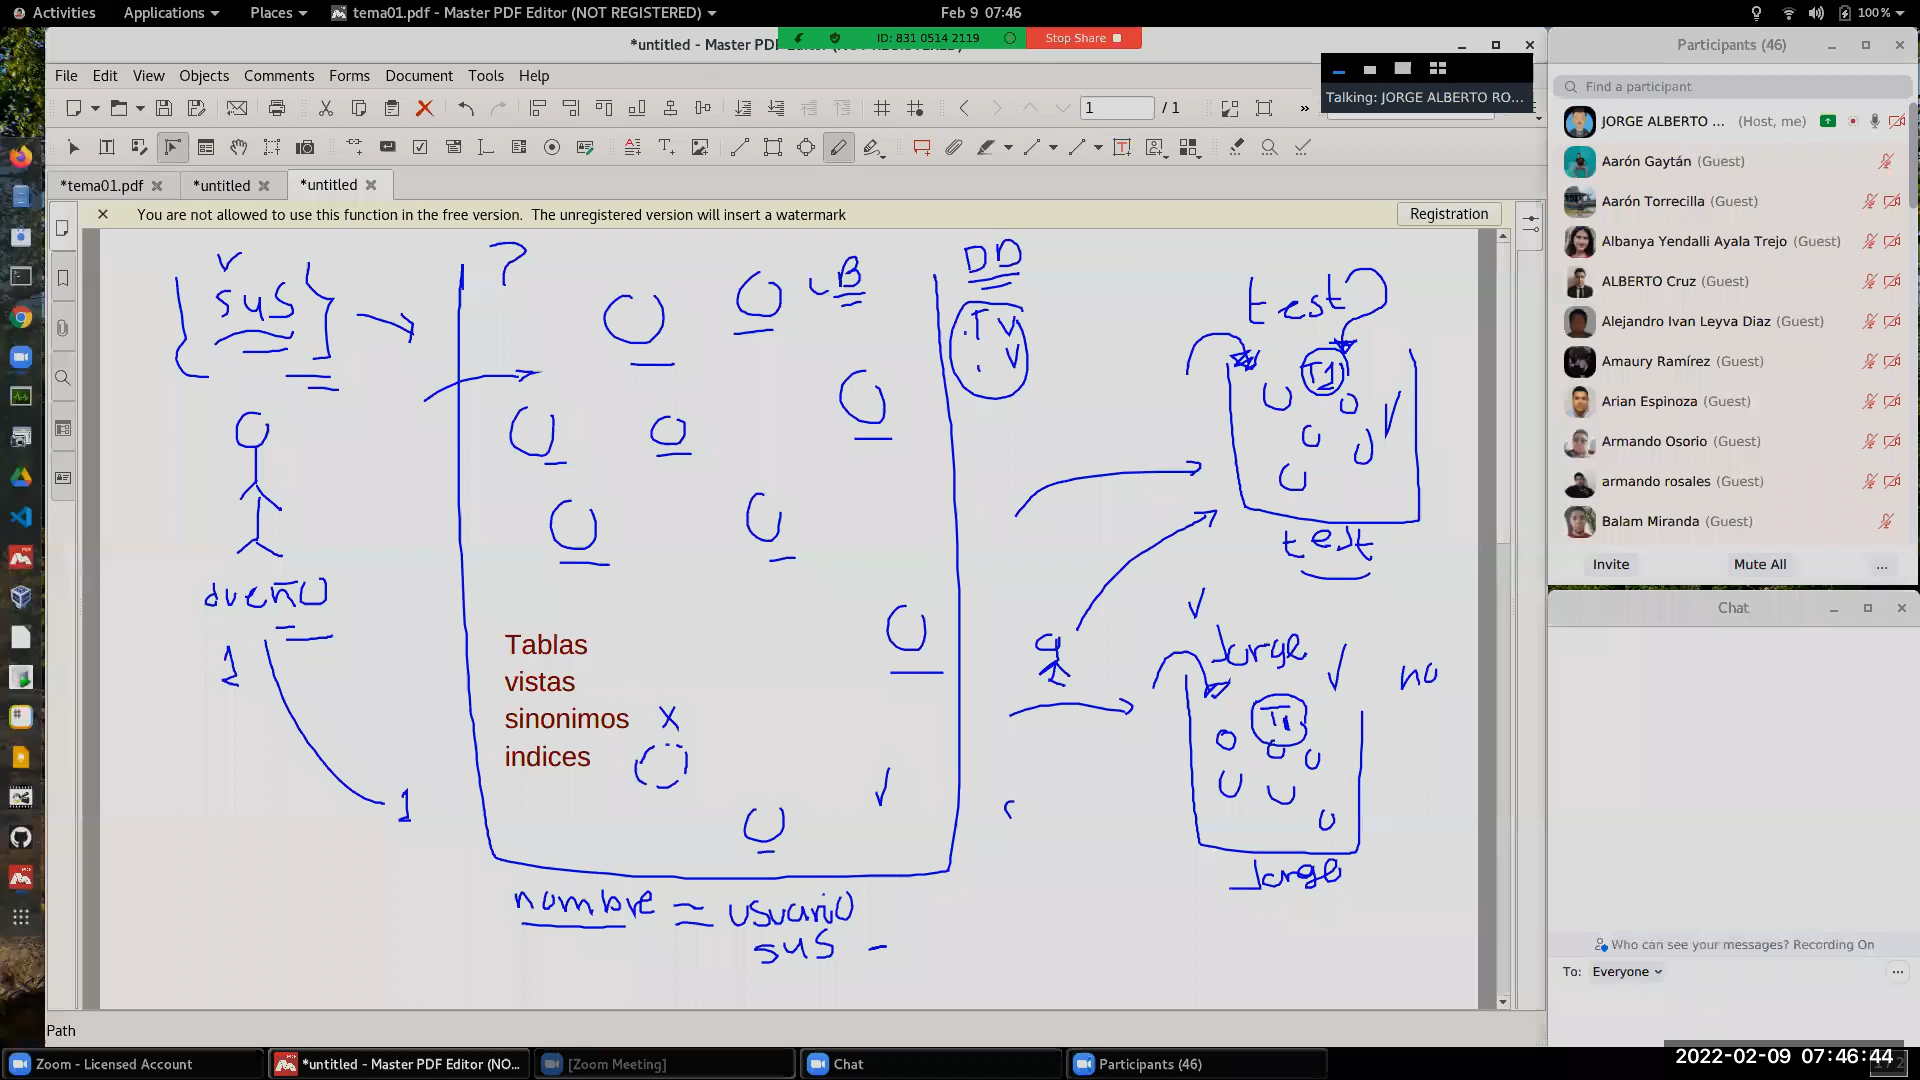 Activities
Applications
Places
tema01.pdf - Master PDF Editor (NOT REGISTERED)
Feb 9 07:46
100%
*untitled - Master PD
ID: 831 0514 2119
Stop Share
Talking: JORGE ALBERTO RO...
File Edit View Objects Comments Forms Document Tools Help
1 / 1
*tema01.pdf
*untitled
*untitled
You are not allowed to use this function in the free version. The unregistered version will insert a watermark
Registration
sus
?
B
DD
T V
V
test
T1
test
dueño
1
1
Tablas
vistas
sinonimos
indices
x
Jorge
no
T1
Jorge
nombre = usuario
sys -
Path
Participants (46)
Find a participant
JORGE ALBERTO ... (Host, me)
Aarón Gaytán (Guest)
Aarón Torrecilla (Guest)
Albanya Yendalli Ayala Trejo (Guest)
ALBERTO Cruz (Guest)
Alejandro Ivan Leyva Diaz (Guest)
Amaury Ramírez (Guest)
Arian Espinoza (Guest)
Armando Osorio (Guest)
armando rosales (Guest)
Balam Miranda (Guest)
Invite
Mute All
...
Chat
Who can see your messages? Recording On
To: Everyone
Zoom - Licensed Account
*untitled - Master PDF Editor (NO...
[Zoom Meeting]
Chat
Participants (46)
2022-02-09 07:46:44